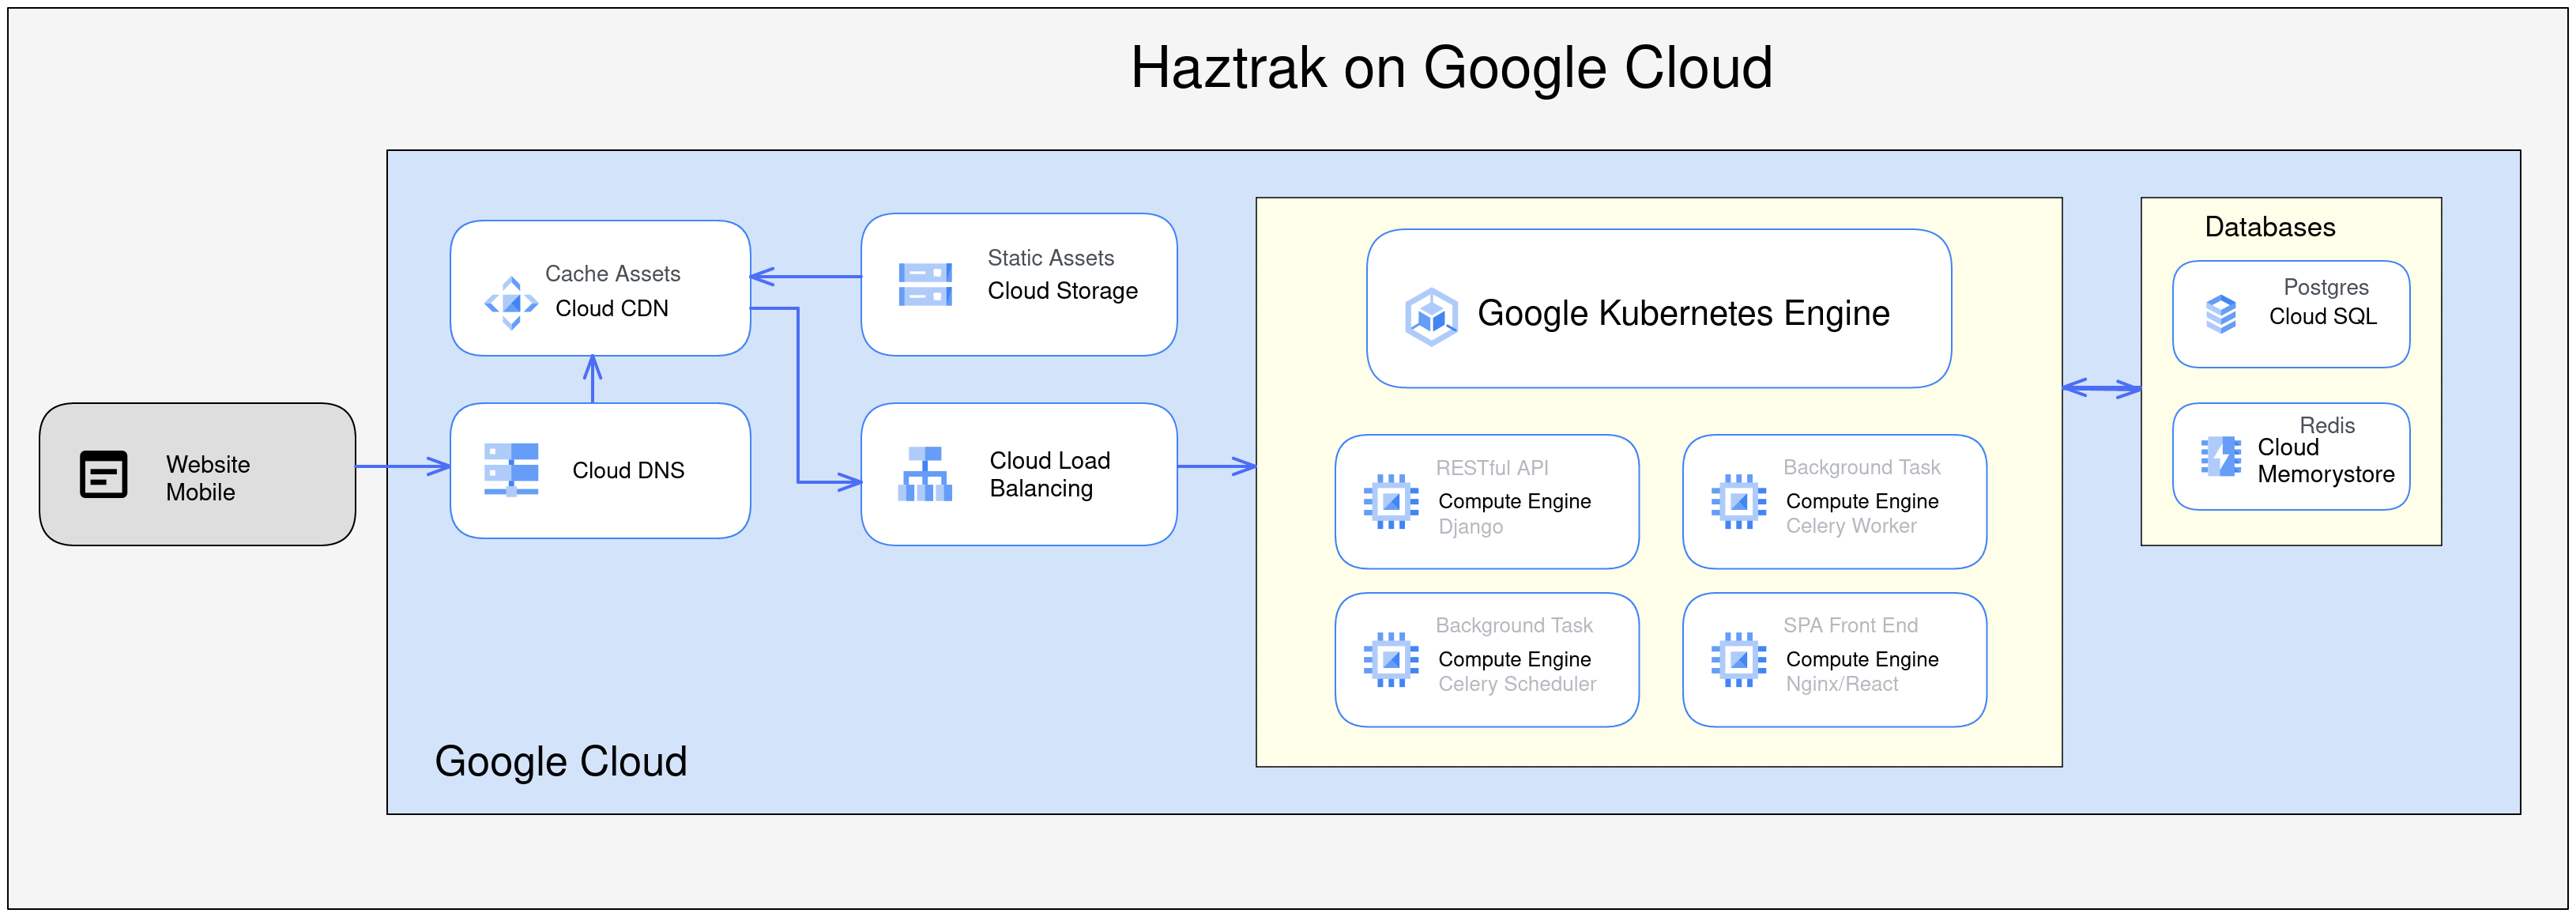 Haztrak on Google Cloud
Cache Assets
Cloud CDN
Static Assets
Cloud Storage
Website
Mobile
Cloud DNS
Cloud Load
Balancing
Google Kubernetes Engine
RESTful API
Compute Engine
Django
Background Task
Compute Engine
Celery Worker
Background Task
Compute Engine
Celery Scheduler
SPA Front End
Compute Engine
Nginx/React
Databases
Postgres
Cloud SQL
Redis
Cloud
Memorystore
Google Cloud